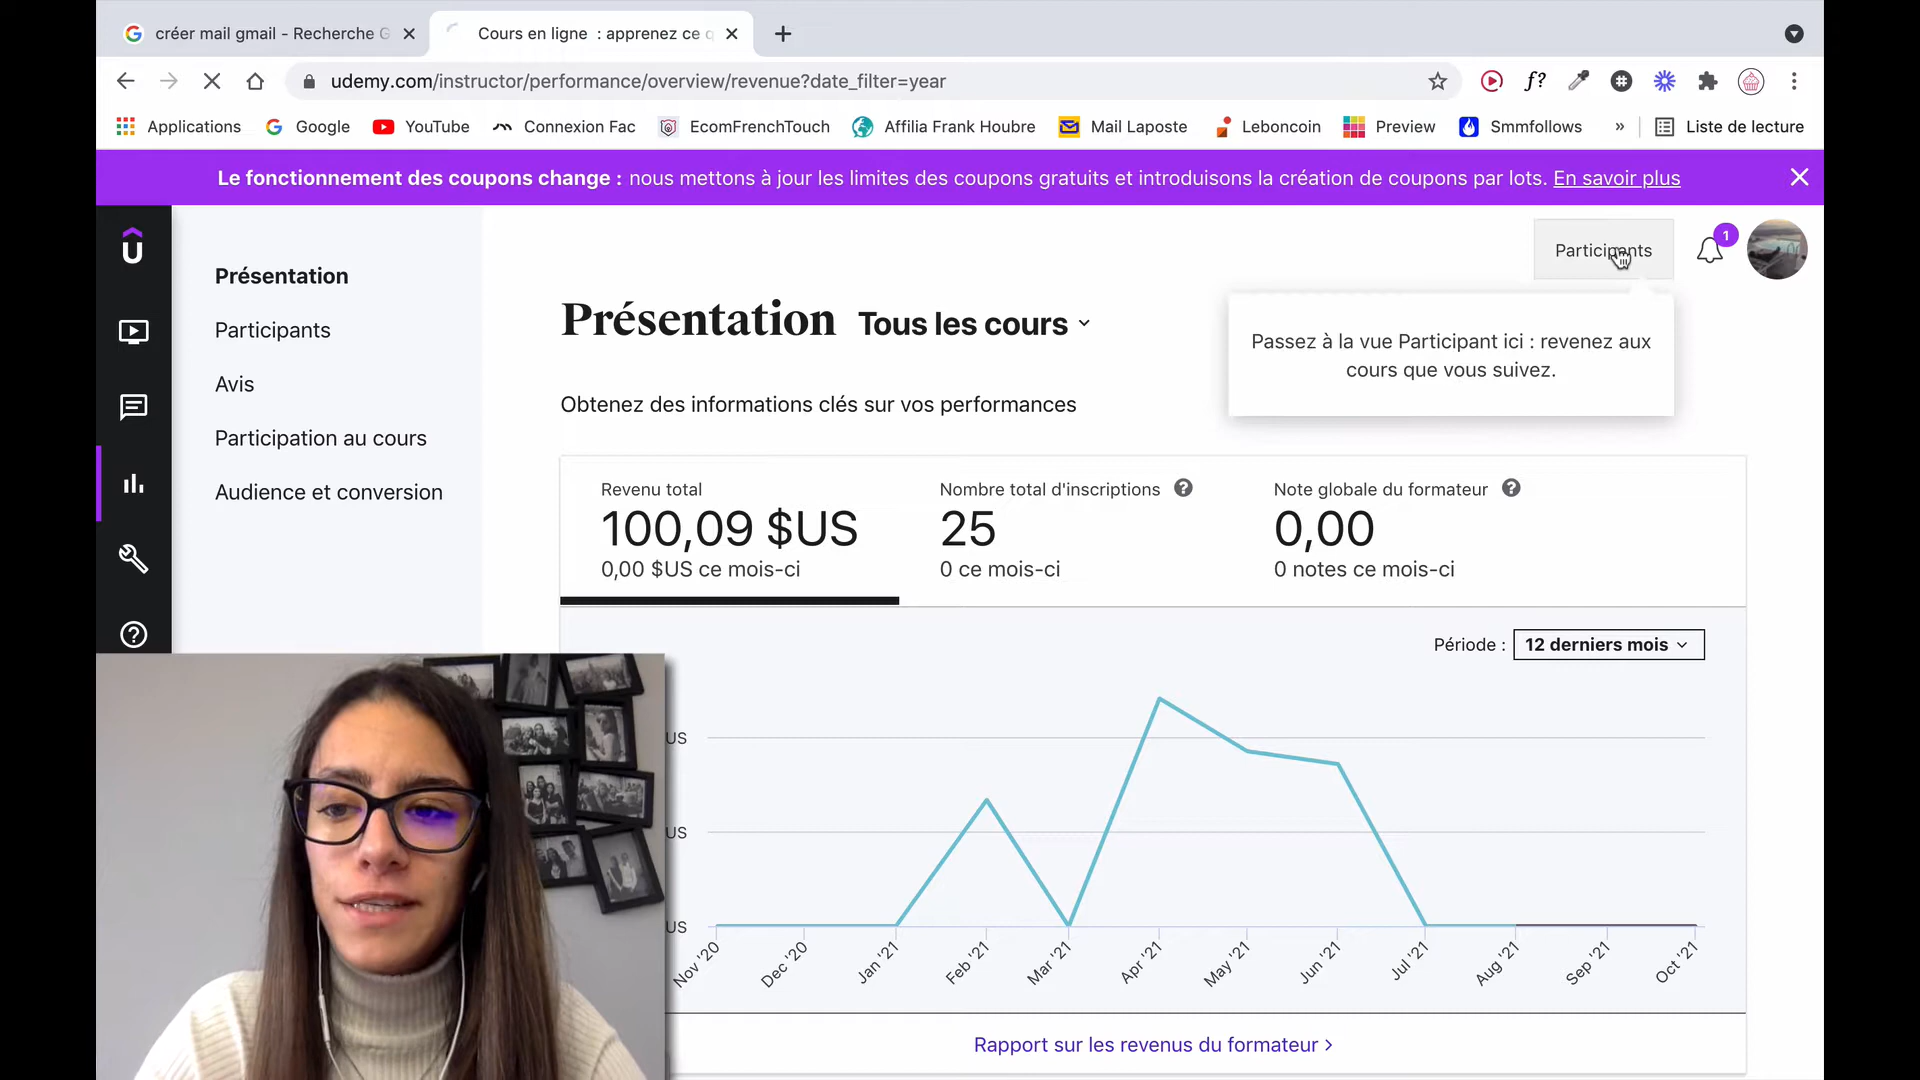 créer mail gmail - Recherche G
Cours en ligne : apprenez ce q
udemy.com/instructor/performance/overview/revenue?date_filter=year
f?
Applications
Google
YouTube
Connexion Fac
EcomFrenchTouch
Affilia Frank Houbre
Mail Laposte
Leboncoin
Preview
Smmfollows
»
Liste de lecture
Le fonctionnement des coupons change : nous mettons à jour les limites des coupons gratuits et introduisons la création de coupons par lots. En savoir plus
Participants
1
Passez à la vue Participant ici : revenez aux
cours que vous suivez.
Présentation
Participants
Avis
Participation au cours
Audience et conversion
Présentation Tous les cours
Obtenez des informations clés sur vos performances
Revenu total
100,09 $US
0,00 $US ce mois-ci
Nombre total d'inscriptions
25
0 ce mois-ci
Note globale du formateur
0,00
0 notes ce mois-ci
Période : 12 derniers mois
US
US
US
Nov '20
Dec '20
Jan '21
Feb '21
Mar '21
Apr '21
May '21
Jun '21
Jul '21
Aug '21
Sep '21
Oct '21
Rapport sur les revenus du formateur >